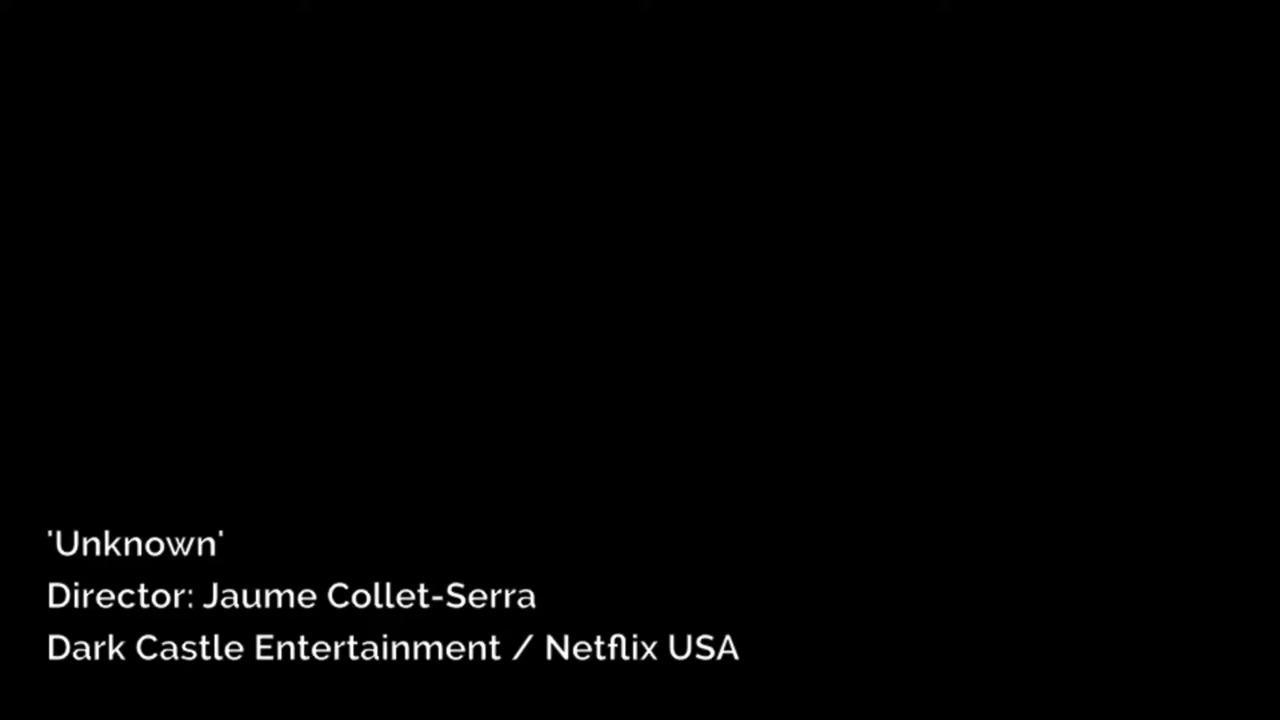 'Unknown'
Director: Jaume Collet-Serra
Dark Castle Entertainment / Netflix USA